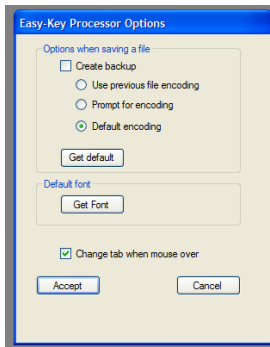 Easy-Key Processor Options
Options when saving a file
Create backup
Use previous file encoding
Prompt for encoding
Default encoding
Get default
Default font
Get Font
Change tab when mouse over
Accept Cancel